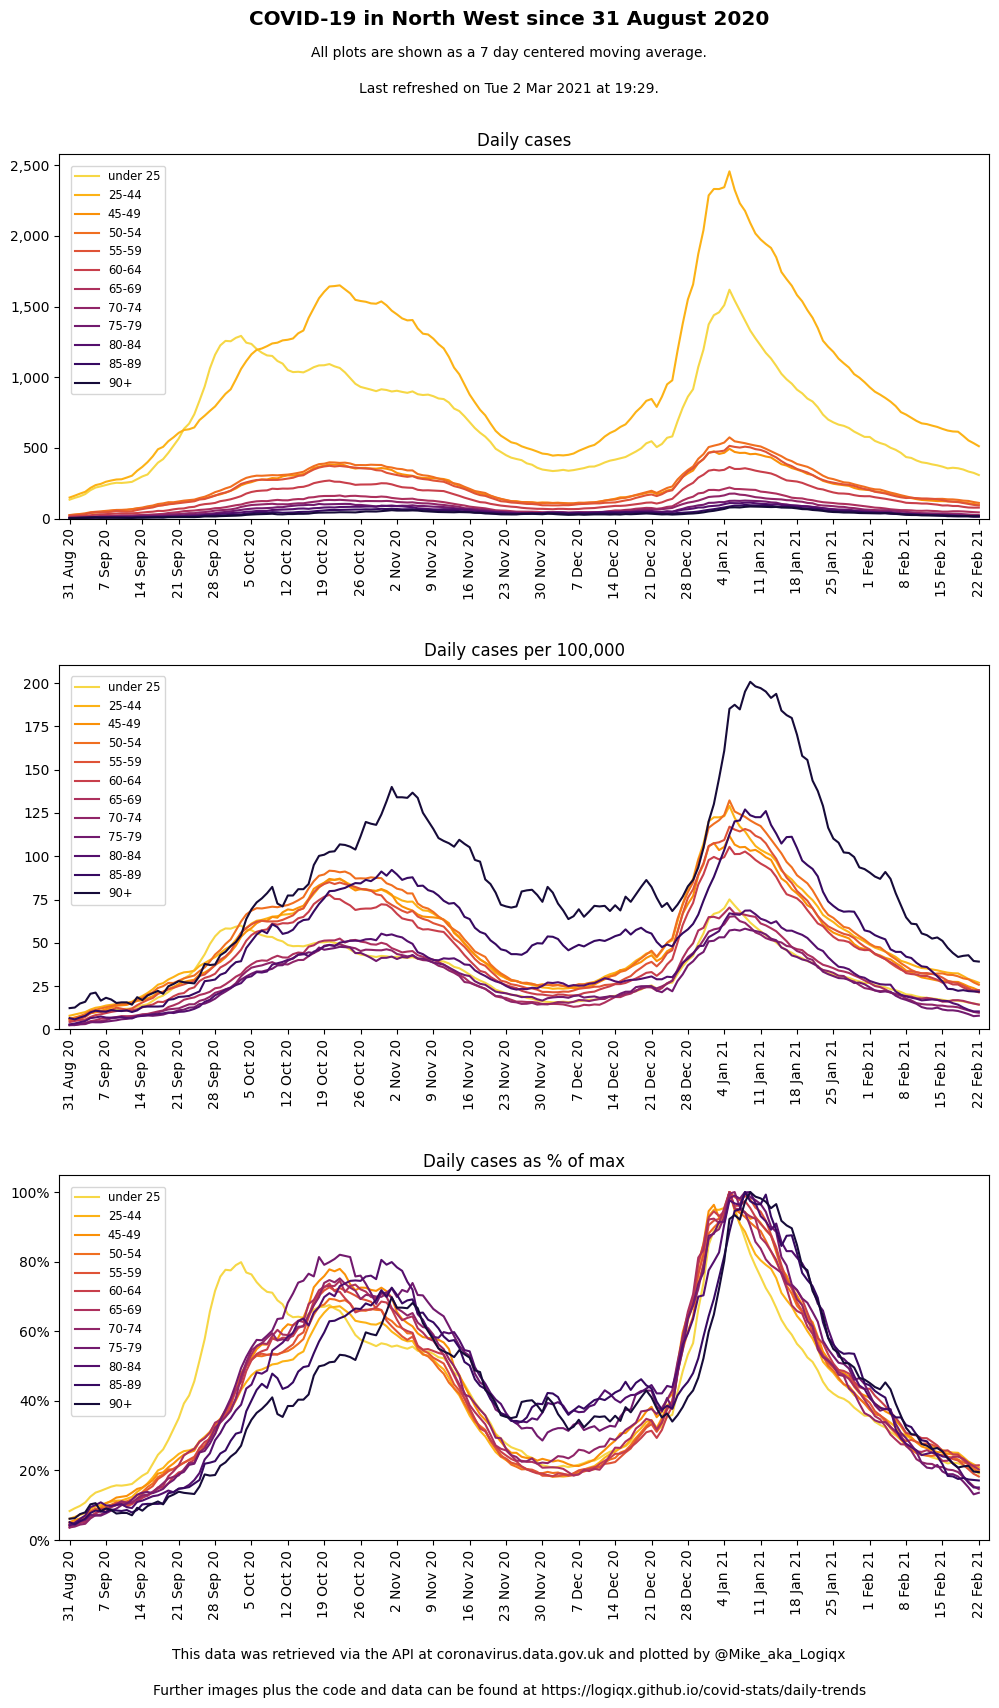 COVID-19 in North West since 31 August 2020
All plots are shown as a 7 day centered moving average.
Last refreshed on Tue 2 Mar 2021 at 19:29.
Daily cases
2,500
2,000
1,500
1,000
500
0
under 25
25-44
45-49
50-54
55-59
60-64
65-69
70-74
75-79
80-84
85-89
90+
31 Aug 20
7 Sep 20
14 Sep 20
21 Sep 20
28 Sep 20
5 Oct 20
12 Oct 20
19 Oct 20
26 Oct 20
2 Nov 20
9 Nov 20
16 Nov 20
23 Nov 20
30 Nov 20
7 Dec 20
14 Dec 20
21 Dec 20
28 Dec 20
4 Jan 21
11 Jan 21
18 Jan 21
25 Jan 21
1 Feb 21
8 Feb 21
15 Feb 21
22 Feb 21
Daily cases per 100,000
200
175
150
125
100
75
50
25
0
under 25
25-44
45-49
50-54
55-59
60-64
65-69
70-74
75-79
80-84
85-89
90+
31 Aug 20
7 Sep 20
14 Sep 20
21 Sep 20
28 Sep 20
5 Oct 20
12 Oct 20
19 Oct 20
26 Oct 20
2 Nov 20
9 Nov 20
16 Nov 20
23 Nov 20
30 Nov 20
7 Dec 20
14 Dec 20
21 Dec 20
28 Dec 20
4 Jan 21
11 Jan 21
18 Jan 21
25 Jan 21
1 Feb 21
8 Feb 21
15 Feb 21
22 Feb 21
Daily cases as % of max
100%
80%
60%
40%
20%
0%
under 25
25-44
45-49
50-54
55-59
60-64
65-69
70-74
75-79
80-84
85-89
90+
31 Aug 20
7 Sep 20
14 Sep 20
21 Sep 20
28 Sep 20
5 Oct 20
12 Oct 20
19 Oct 20
26 Oct 20
2 Nov 20
9 Nov 20
16 Nov 20
23 Nov 20
30 Nov 20
7 Dec 20
14 Dec 20
21 Dec 20
28 Dec 20
4 Jan 21
11 Jan 21
18 Jan 21
25 Jan 21
1 Feb 21
8 Feb 21
15 Feb 21
22 Feb 21
This data was retrieved via the API at coronavirus.data.gov.uk and plotted by @Mike_aka_Logiqx
Further images plus the code and data can be found at https://logiqx.github.io/covid-stats/daily-trends